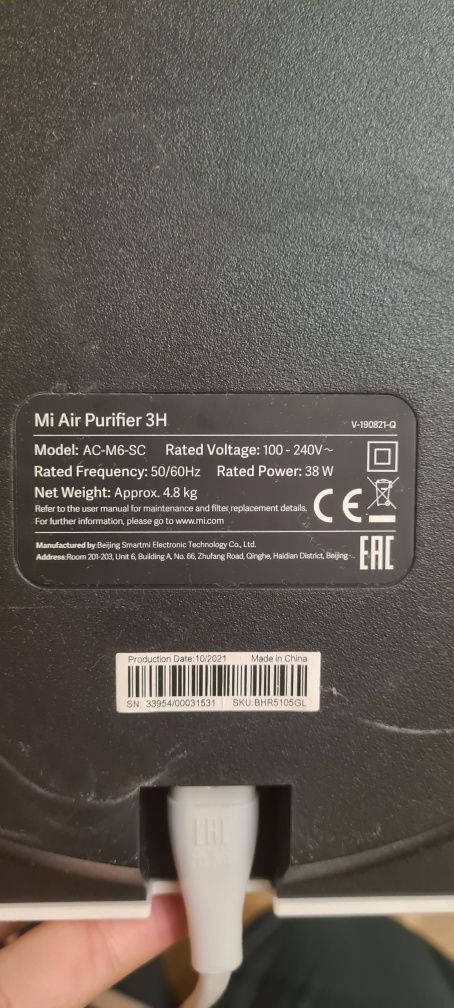 Mi Air Purifier 3H
V-190821-Q
Model: AC-M6-SC Rated Voltage: 100 - 240V~
Rated Frequency: 50/60Hz Rated Power: 38 W
Net Weight: Approx. 4.8 kg
Refer to the user manual for maintenance and filter replacement details.
For further information, please go to www.mi.com
CE
Manufactured by:Beijing Smartmi Electronic Technology Co., Ltd.
Address:Room 201-203, Unit 6, Building A, No. 66, Zhufang Road, Qinghe, Haidian District, Beijing
EAC
Production Date:10/2021 Made in China
SN: 33954/00031531 SKU:BHR5105GL
EAC